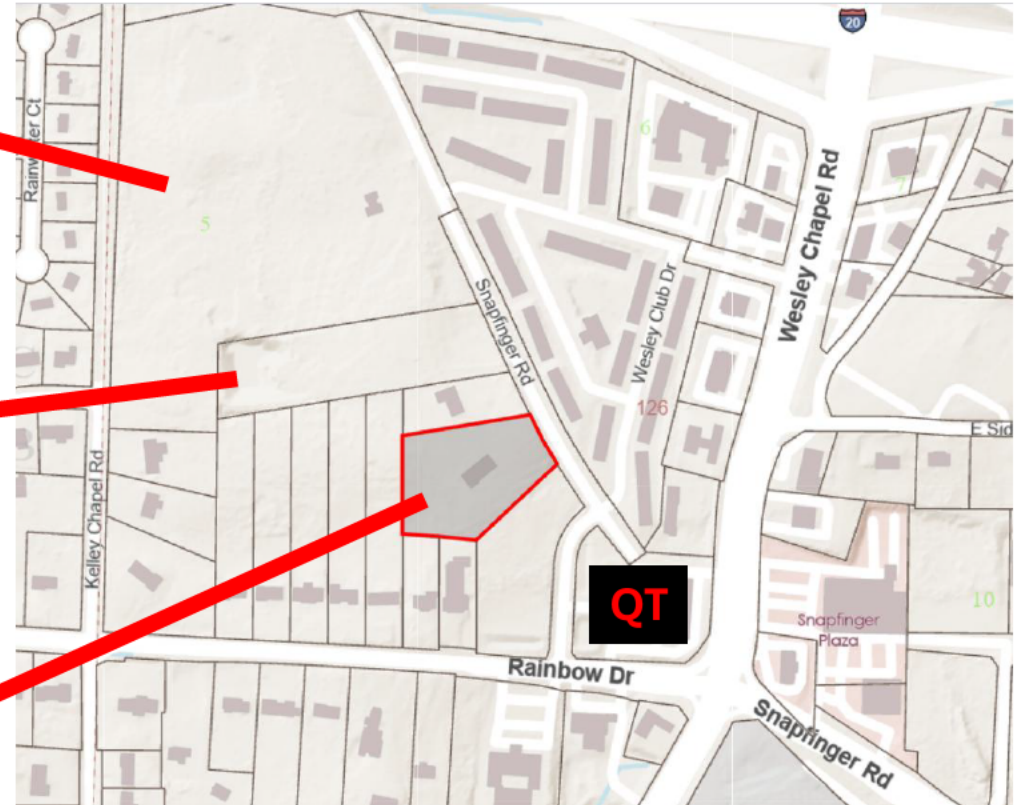 20
Rainwater Ct
6
7
5
Wesley Chapel Rd
Snapfinger Rd
Wesley Club Dr
126
E Sid
Kelley Chapel Rd
QT
Snapfinger
Plaza
10
Rainbow Dr
Snapfinger Rd